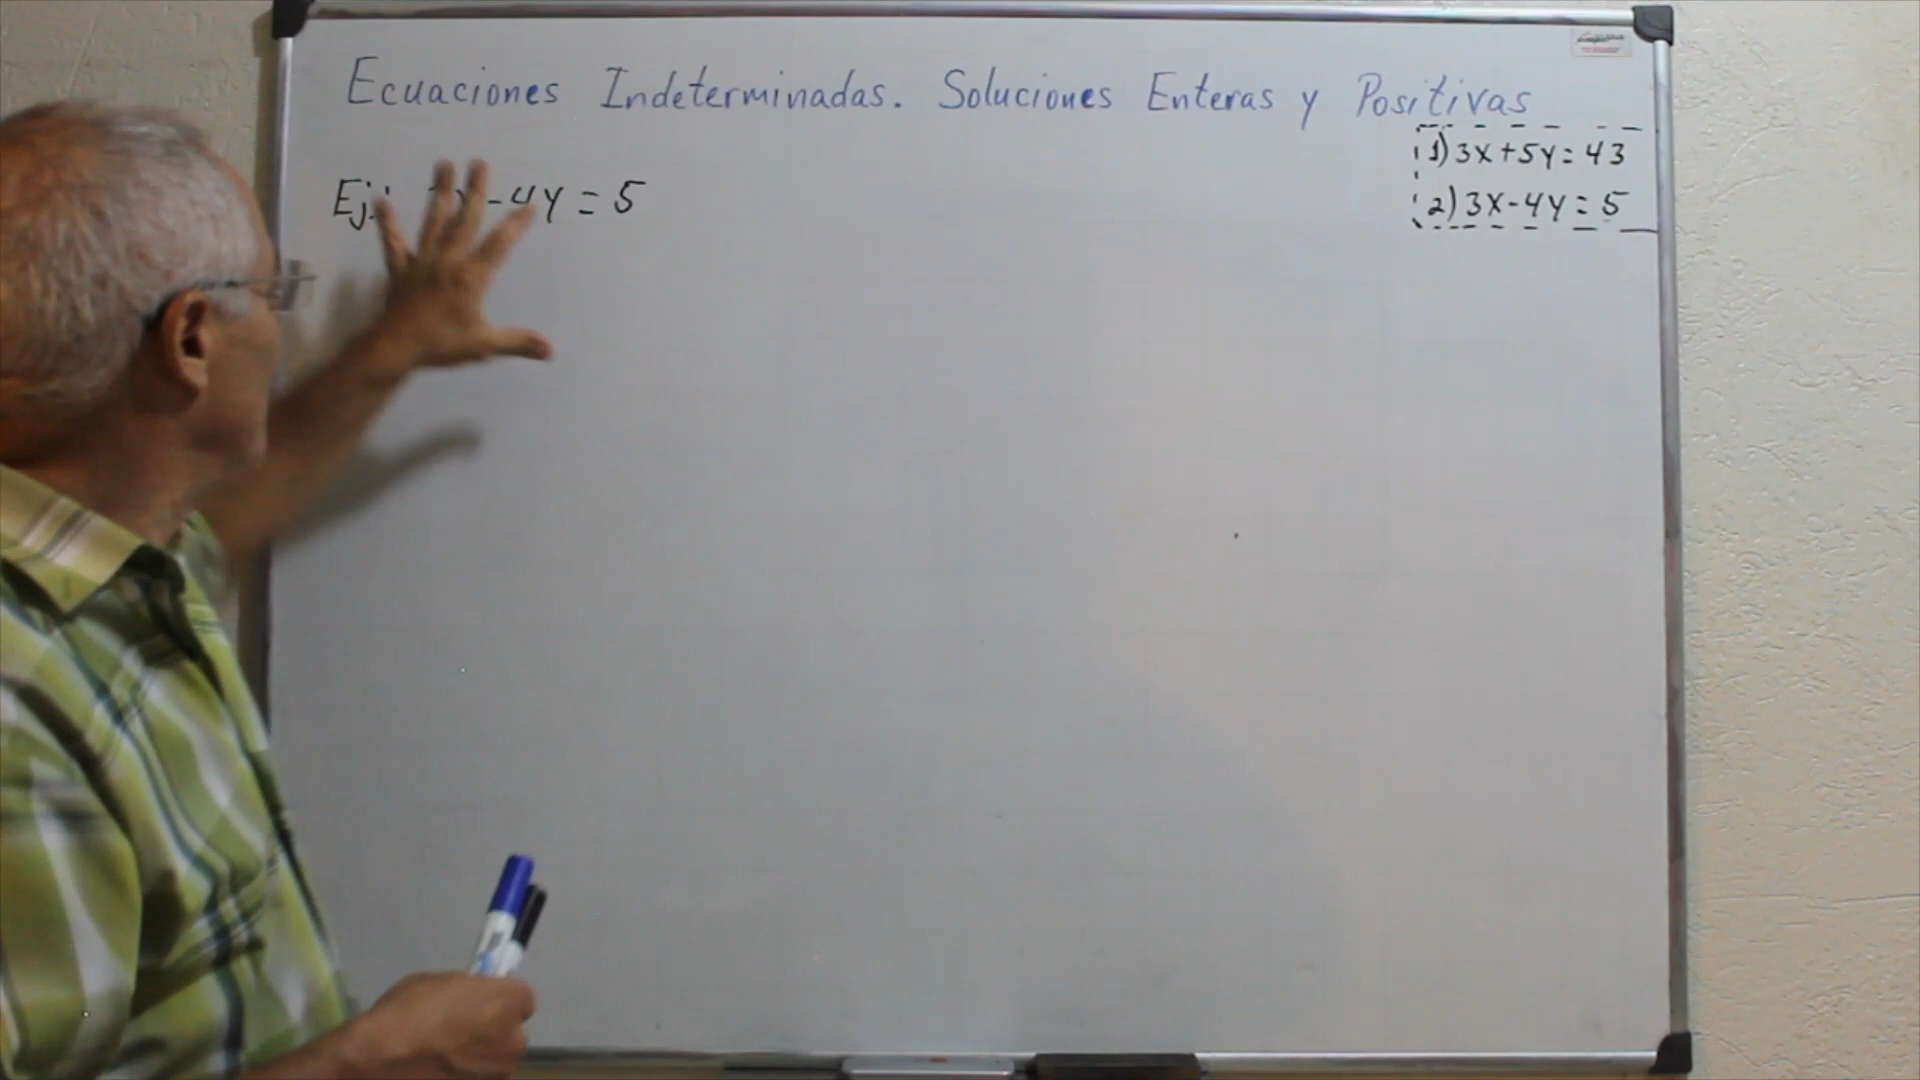 Ecuaciones Indeterminadas. Soluciones Enteras y Positivas
1) 3x+5y=43
Ej: -4y = 5
2) 3x-4y=5